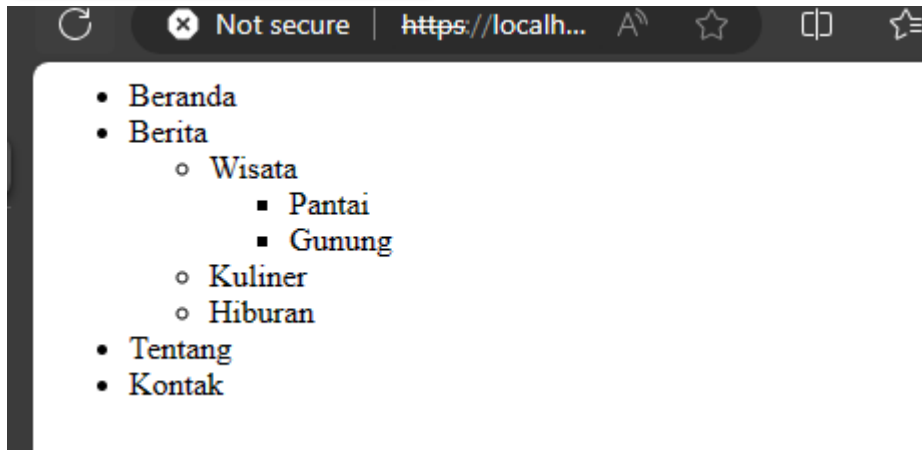 Not secure | https://localh...
Beranda
Berita
Wisata
Pantai
Gunung
Kuliner
Hiburan
Tentang
Kontak